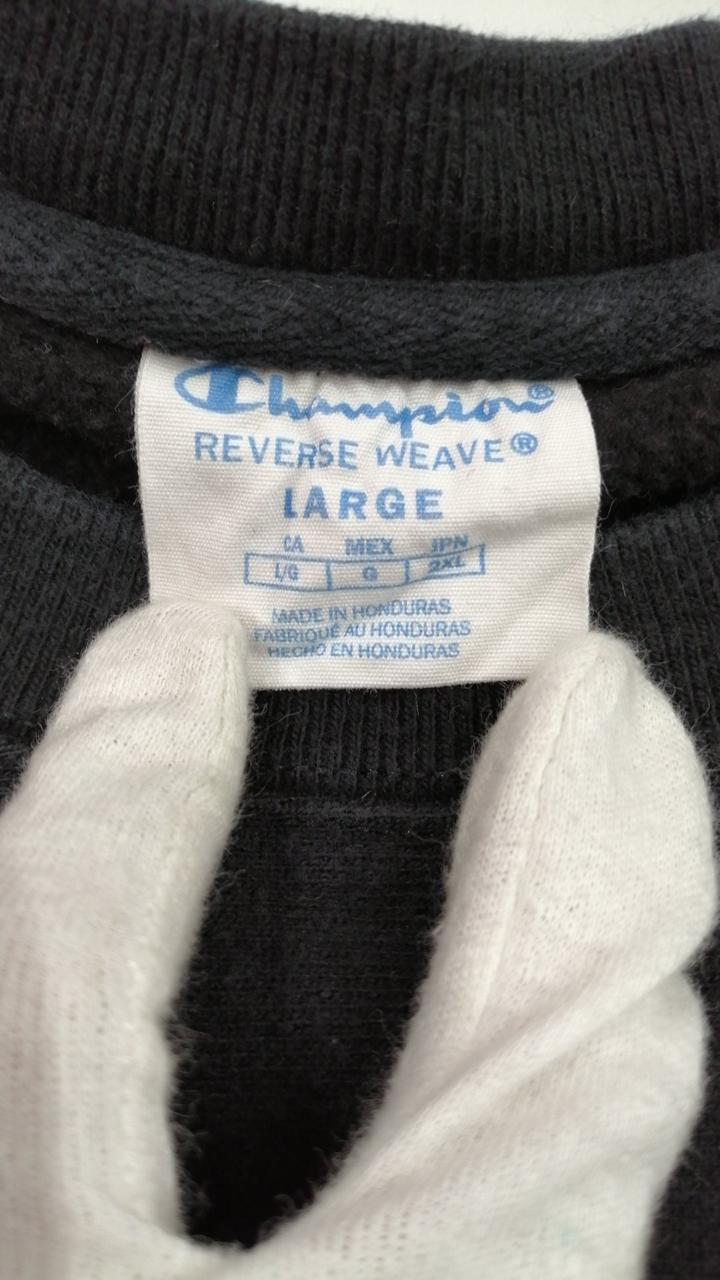 Champion®
REVERSE WEAVE®
LARGE
CA MEX JPN
L/G G 2XL
MADE IN HONDURAS
FABRIQUÉ AU HONDURAS
HECHO EN HONDURAS